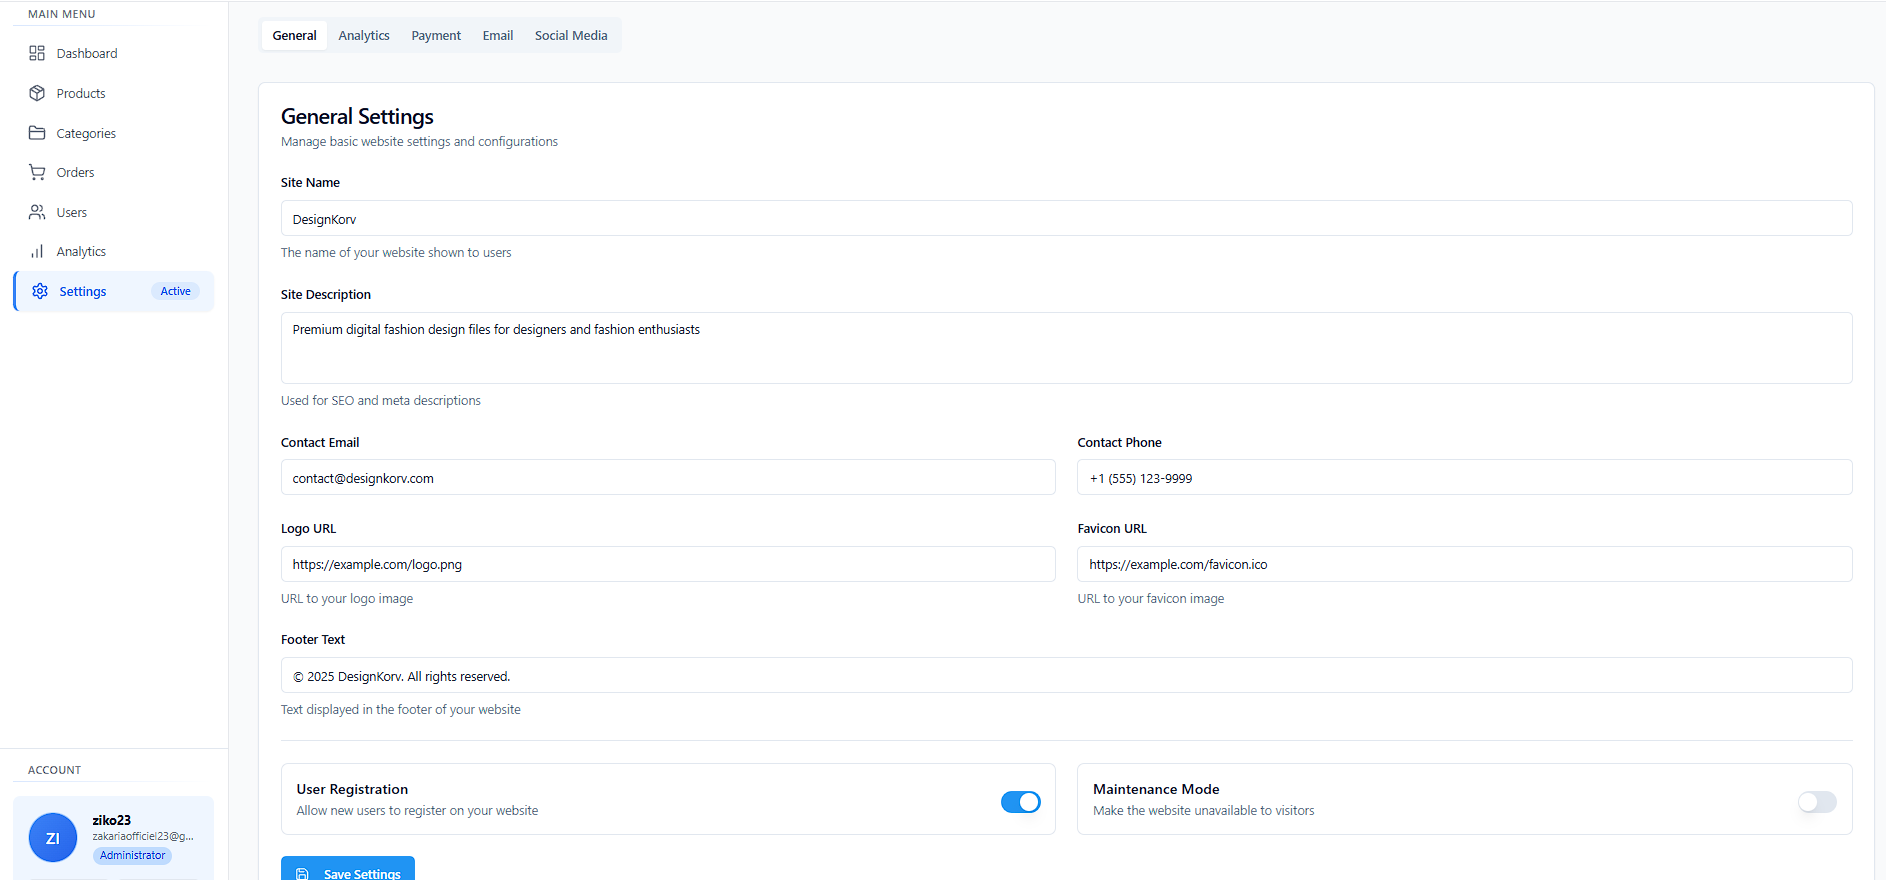 MAIN MENU
Dashboard
Products
Categories
Orders
Users
Analytics
Settings Active
ACCOUNT
ZI
ziko23
zakariaofficiel23@g...
Administrator
General Analytics Payment Email Social Media
General Settings
Manage basic website settings and configurations
Site Name
DesignKorv
The name of your website shown to users
Site Description
Premium digital fashion design files for designers and fashion enthusiasts
Used for SEO and meta descriptions
Contact Email
contact@designkorv.com
Contact Phone
+1 (555) 123-9999
Logo URL
https://example.com/logo.png
URL to your logo image
Favicon URL
https://example.com/favicon.ico
URL to your favicon image
Footer Text
© 2025 DesignKorv. All rights reserved.
Text displayed in the footer of your website
User Registration
Allow new users to register on your website
Maintenance Mode
Make the website unavailable to visitors
Save Settings